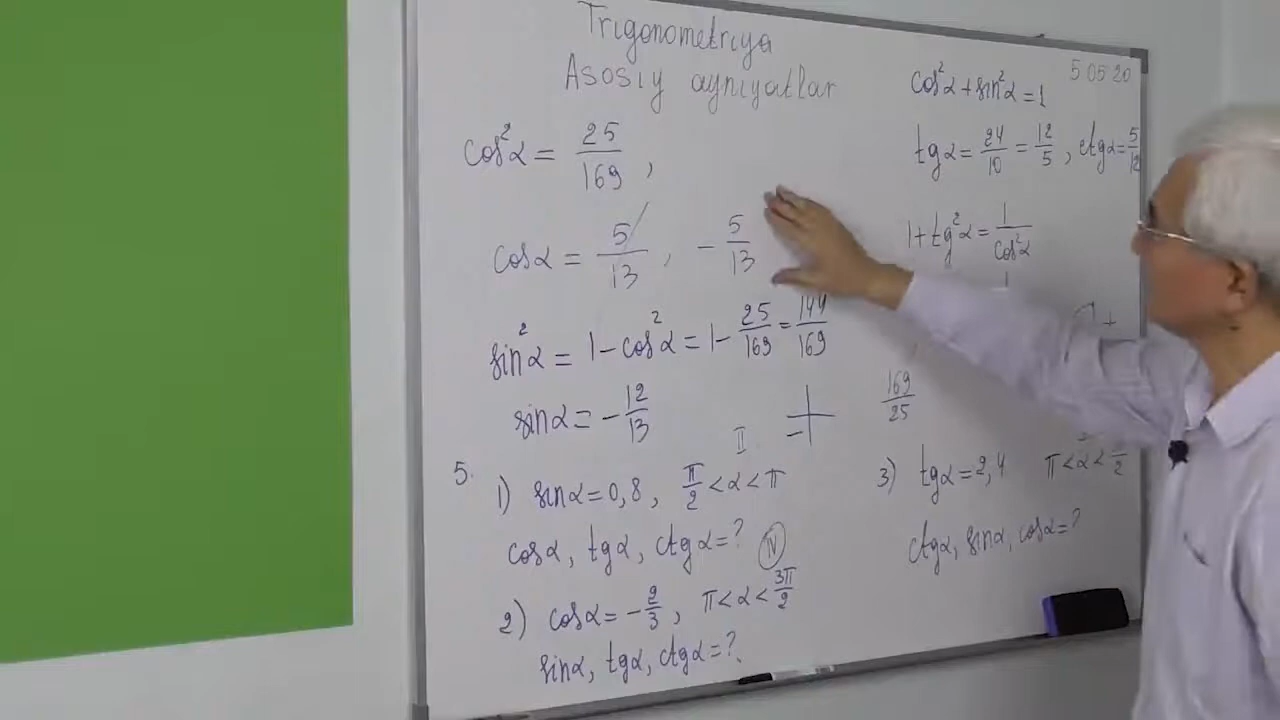 Trigonometriya
Asosiy ayniyatlar
5 05 20
cos²α = 25/169,
cosα = 5/13, - 5/13
sin²α = 1-cos²α = 1- 25/169 = 144/169
sinα = - 12/13
II
5.
1) sinα=0,8, π/2 <α<π
cosα, tgα, ctgα=?
IV
2) cosα=- 2/3, π<α< 3π/2
sinα, tgα, ctgα=?
cos²α+sin²α=1
tgα= 24/10 = 12/5, ctgα= 5/12
1+tg²α= 1/cos²α
1
169/25
3) tgα=2,4 π<α< /2
ctgα, sinα, cosα=?